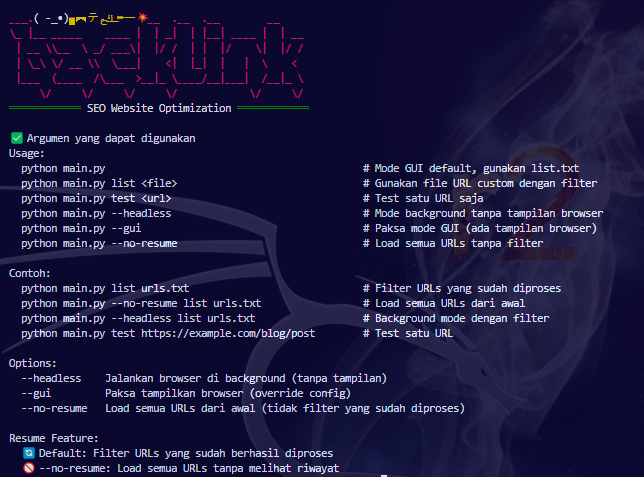 SEO Website Optimization
✅ Argumen yang dapat digunakan
Usage:
python main.py # Mode GUI default, gunakan list.txt
python main.py list <file> # Gunakan file URL custom dengan filter
python main.py test <url> # Test satu URL saja
python main.py --headless # Mode background tanpa tampilan browser
python main.py --gui # Paksa mode GUI (ada tampilan browser)
python main.py --no-resume # Load semua URLs tanpa filter
Contoh:
python main.py list urls.txt # Filter URLs yang sudah diproses
python main.py --no-resume list urls.txt # Load semua URLs dari awal
python main.py --headless list urls.txt # Background mode dengan filter
python main.py test https://example.com/blog/post # Test satu URL
Options:
--headless Jalankan browser di background (tanpa tampilan)
--gui Paksa tampilkan browser (override config)
--no-resume Load semua URLs dari awal (tidak filter yang sudah diproses)
Resume Feature:
🔄 Default: Filter URLs yang sudah berhasil diproses
🚫 --no-resume: Load semua URLs tanpa melihat riwayat